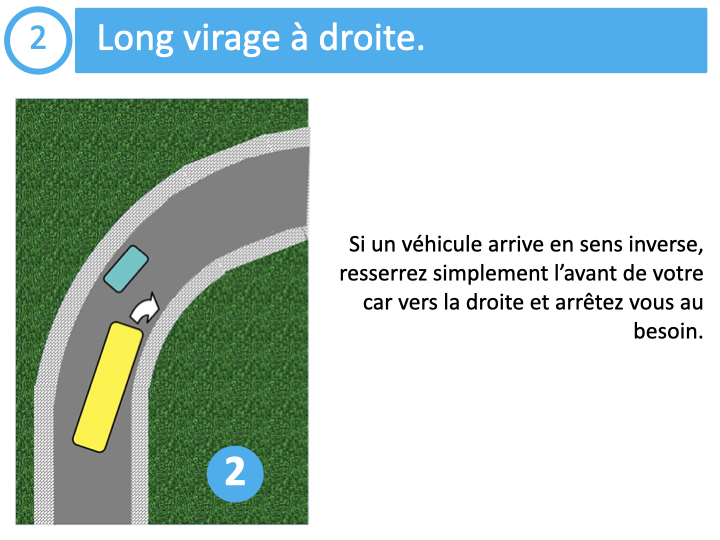 2
Long virage à droite.
Si un véhicule arrive en sens inverse,
resserrez simplement l'avant de votre
car vers la droite et arrêtez vous au
besoin.
2